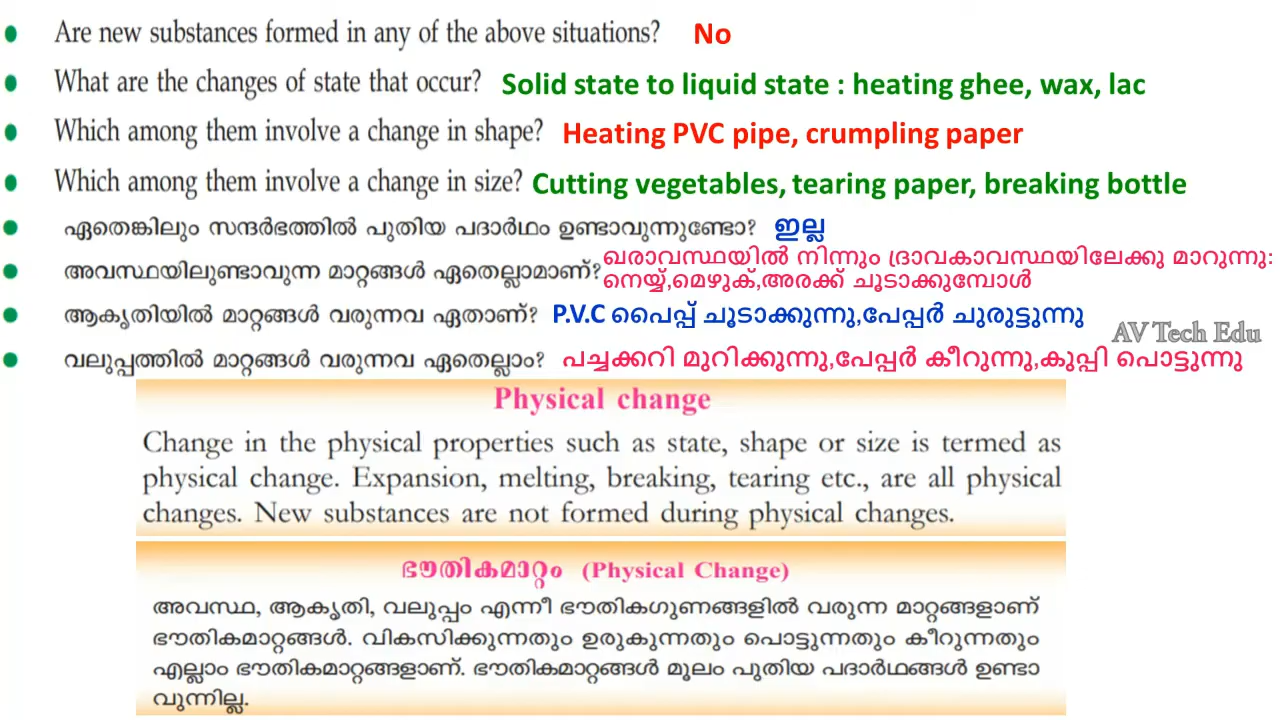 Are new substances formed in any of the above situations? No
What are the changes of state that occur? Solid state to liquid state : heating ghee, wax, lac
Which among them involve a change in shape? Heating PVC pipe, crumpling paper
Which among them involve a change in size? Cutting vegetables, tearing paper, breaking bottle
ഏതെങ്കിലും സന്ദർഭത്തിൽ പുതിയ പദാർഥം ഉണ്ടാവുന്നുണ്ടോ? ഇല്ല
അവസ്ഥയിലുണ്ടാവുന്ന മാറ്റങ്ങൾ ഏതെല്ലാമാണ്? ഖരാവസ്ഥയിൽ നിന്നും ദ്രാവകാവസ്ഥയിലേക്കു മാറുന്നു:
നെയ്യ്,മെഴുക്,അരക്ക് ചൂടാക്കുമ്പോൾ
ആകൃതിയിൽ മാറ്റങ്ങൾ വരുന്നവ ഏതാണ്? P.V.C പൈപ്പ് ചൂടാക്കുന്നു,പേപ്പർ ചുരുട്ടുന്നു
AV Tech Edu
വലുപ്പത്തിൽ മാറ്റങ്ങൾ വരുന്നവ ഏതെല്ലാം? പച്ചക്കറി മുറിക്കുന്നു,പേപ്പർ കീറുന്നു,കുപ്പി പൊട്ടുന്നു
Physical change
Change in the physical properties such as state, shape or size is termed as
physical change. Expansion, melting, breaking, tearing etc., are all physical
changes. New substances are not formed during physical changes.
ഭൗതികമാറ്റം (Physical Change)
അവസ്ഥ, ആകൃതി, വലുപ്പം എന്നീ ഭൗതികഗുണങ്ങളിൽ വരുന്ന മാറ്റങ്ങളാണ്
ഭൗതികമാറ്റങ്ങൾ. വികസിക്കുന്നതും ഉരുകുന്നതും പൊട്ടുന്നതും കീറുന്നതും
എല്ലാം ഭൗതികമാറ്റങ്ങളാണ്. ഭൗതികമാറ്റങ്ങൾ മൂലം പുതിയ പദാർഥങ്ങൾ ഉണ്ടാ
വുന്നില്ല.